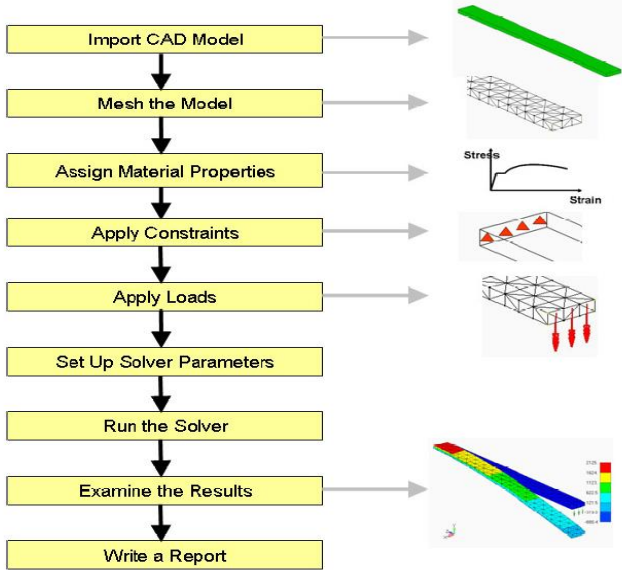 Import CAD Model
Mesh the Model
Assign Material Properties
Stress
Strain
Apply Constraints
Apply Loads
Set Up Solver Parameters
Run the Solver
Examine the Results
Write a Report